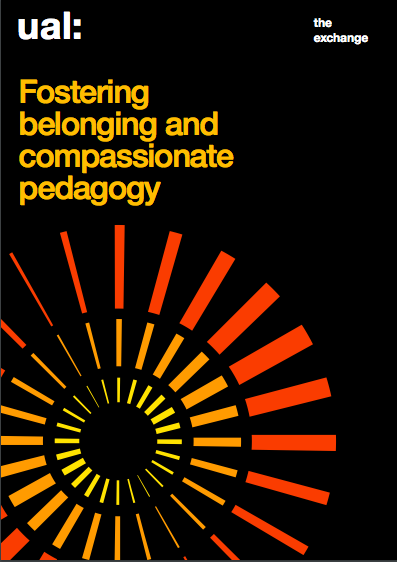 ual:
the
exchange
Fostering
belonging and
compassionate
pedagogy